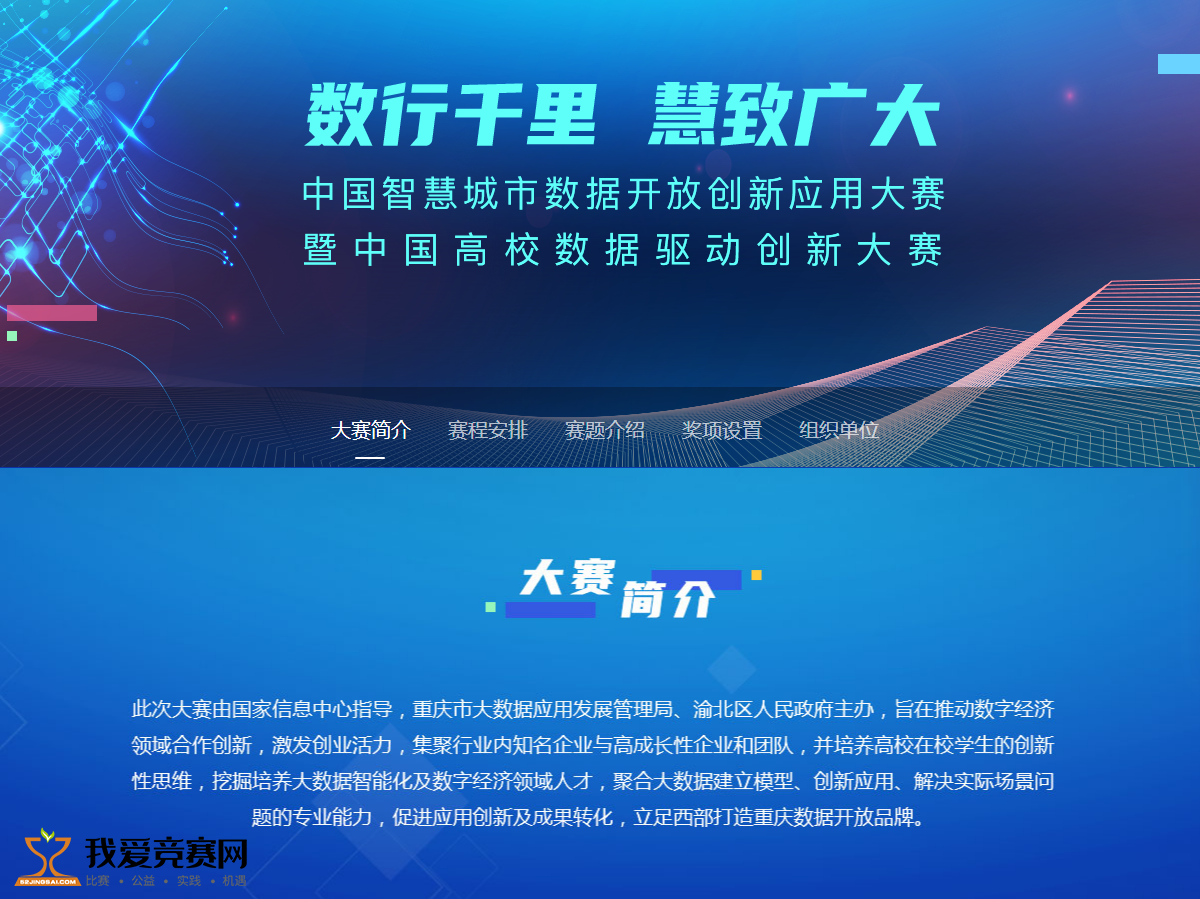 数行千里 慧致广大
中国智慧城市数据开放创新应用大赛
暨中国高校数据驱动创新大赛
大赛简介 赛程安排 赛题介绍 奖项设置 组织单位
大赛简介
此次大赛由国家信息中心指导，重庆市大数据应用发展管理局、渝北区人民政府主办，旨在推动数字经济
领域合作创新，激发创业活力，集聚行业内知名企业与高成长性企业和团队，并培养高校在校学生的创新
性思维，挖掘培养大数据智能化及数字经济领域人才，聚合大数据建立模型、创新应用、解决实际场景问
题的专业能力，促进应用创新及成果转化，立足西部打造重庆数据开放品牌。
我爱竞赛网
52JINGSAI.COM
比赛 • 公益 • 实践 • 机遇